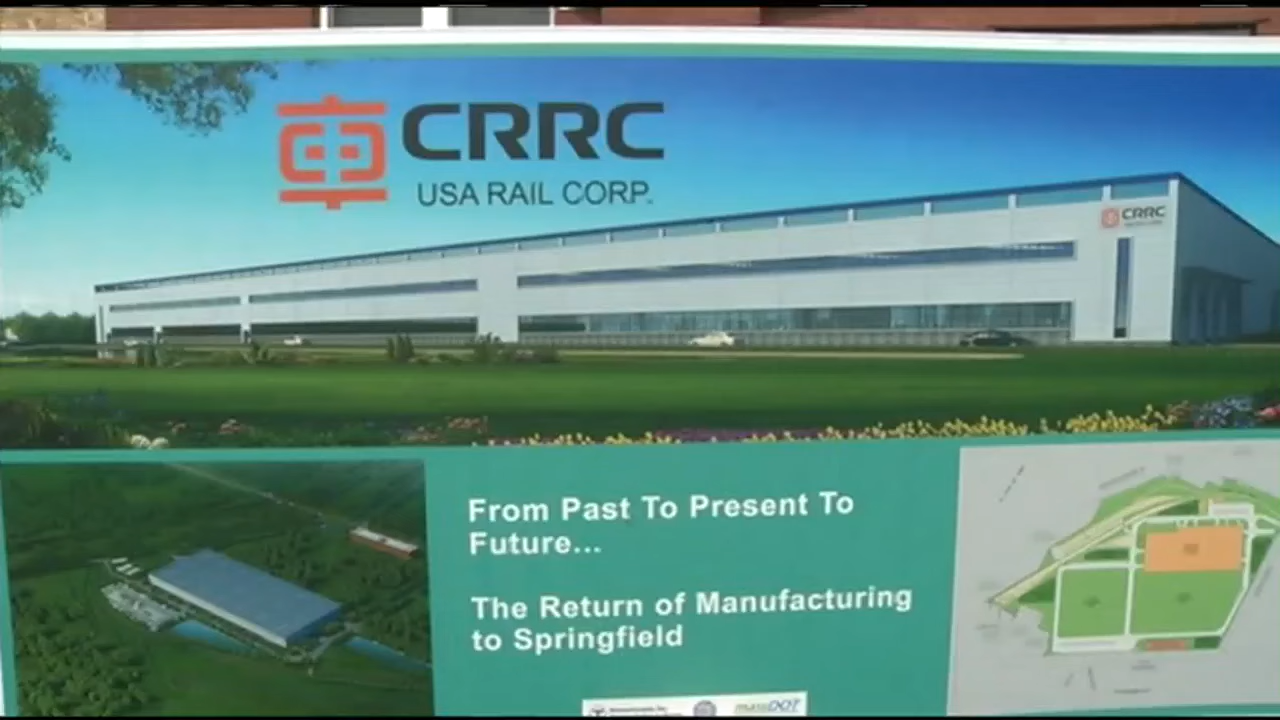 CRRC
USA RAIL CORP.
CRRC
From Past To Present To
Future...
The Return of Manufacturing
to Springfield
massDOT